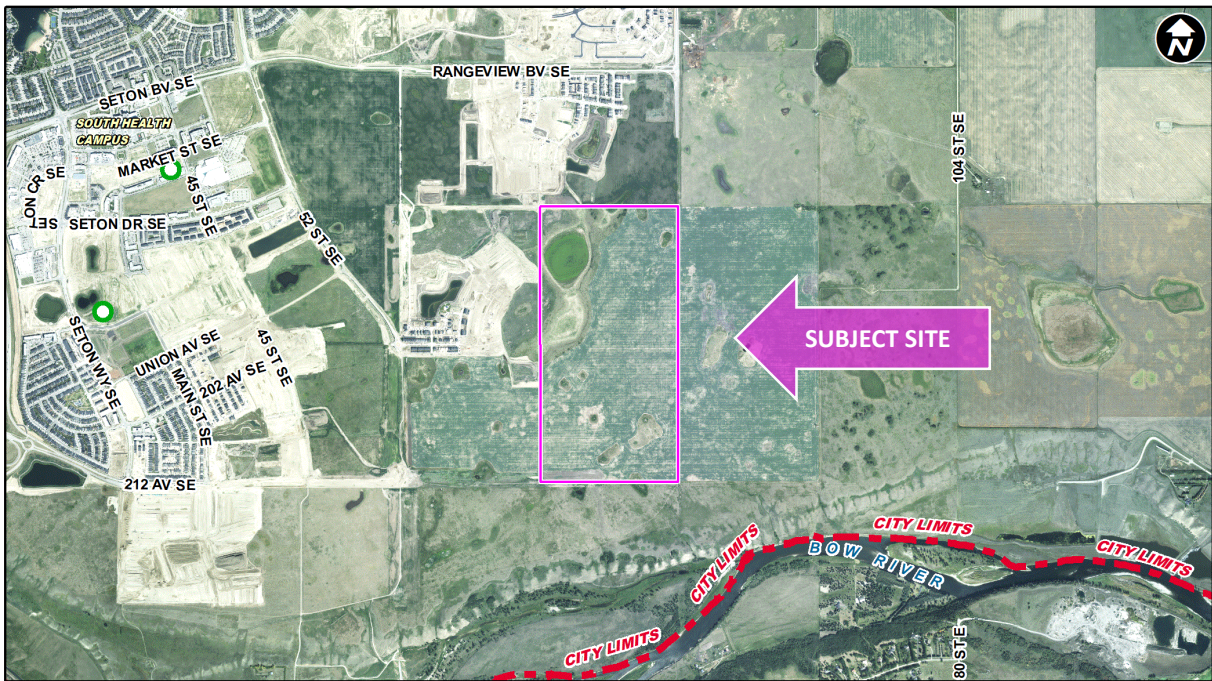 N
RANGEVIEW BV SE
SETON BV SE
SOUTH HEALTH
CAMPUS
MARKET ST SE
104 ST SE
SETON CR SE
45 ST SE
SETON DR SE
52 ST SE
SUBJECT SITE
SETON WY SE
UNION AV SE
45 ST SE
MAIN ST SE
202 AV SE
212 AV SE
CITY LIMITS
CITY LIMITS
BOW RIVER
CITY LIMITS
CITY LIMITS
80 ST E